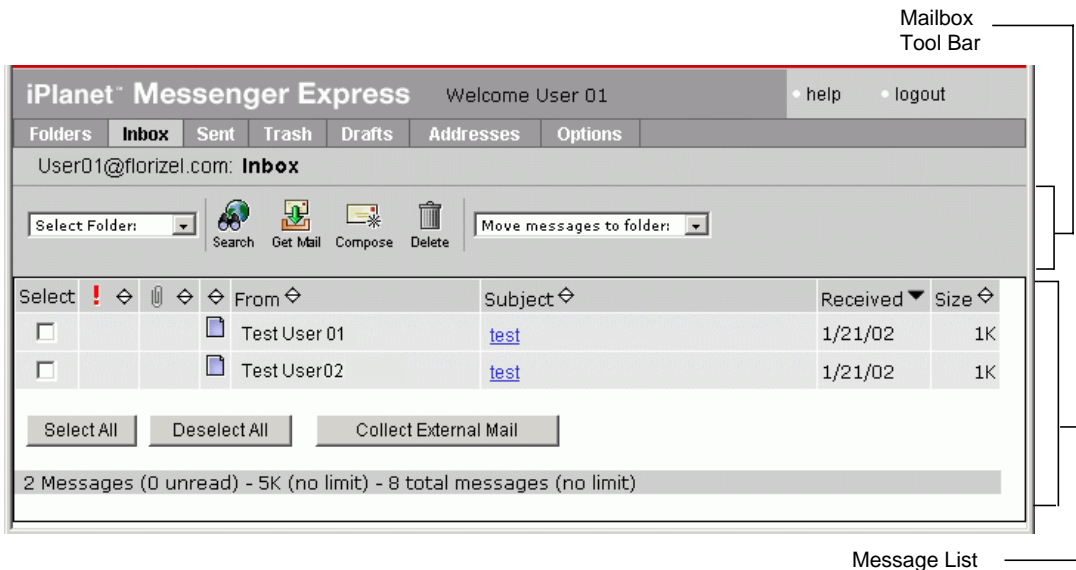 Mailbox
Tool Bar
iPlanet™ Messenger Express Welcome User 01 help logout
Folders Inbox Sent Trash Drafts Addresses Options
User01@florizel.com: Inbox
Select Folder: Search Get Mail Compose Delete Move messages to folder:
Select ! From Subject Received Size
Test User 01 test 1/21/02 1K
Test User02 test 1/21/02 1K
Select All Deselect All Collect External Mail
2 Messages (0 unread) - 5K (no limit) - 8 total messages (no limit)
Message List